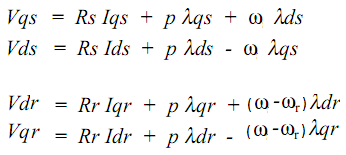 Vqs = Rs Iqs + p λqs + ω λds
Vds = Rs Ids + p λds - ω λqs
Vdr = Rr Iqr + p λqr + (ω-ωr) λdr
Vqr = Rr Idr + p λdr - (ω-ωr) λqr